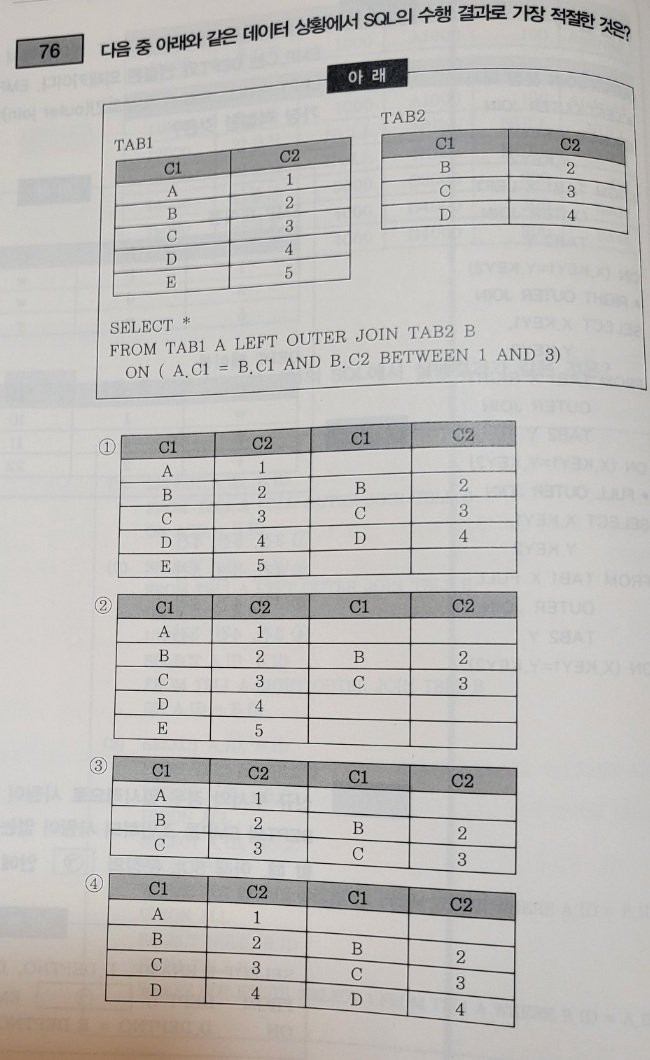 76 다음 중 아래와 같은 데이터 상황에서 SQL의 수행 결과로 가장 적절한 것은?
아 래
TAB1
C1 C2
A 1
B 2
C 3
D 4
E 5
TAB2
C1 C2
B 2
C 3
D 4
SELECT *
FROM TAB1 A LEFT OUTER JOIN TAB2 B
ON ( A.C1 = B.C1 AND B.C2 BETWEEN 1 AND 3)
①
C1 C2 C1 C2
A 1
B 2 B 2
C 3 C 3
D 4 D 4
E 5
②
C1 C2 C1 C2
A 1
B 2 B 2
C 3 C 3
D 4
E 5
③
C1 C2 C1 C2
A 1
B 2 B 2
C 3 C 3
④
C1 C2 C1 C2
A 1
B 2 B 2
C 3 C 3
D 4 D 4